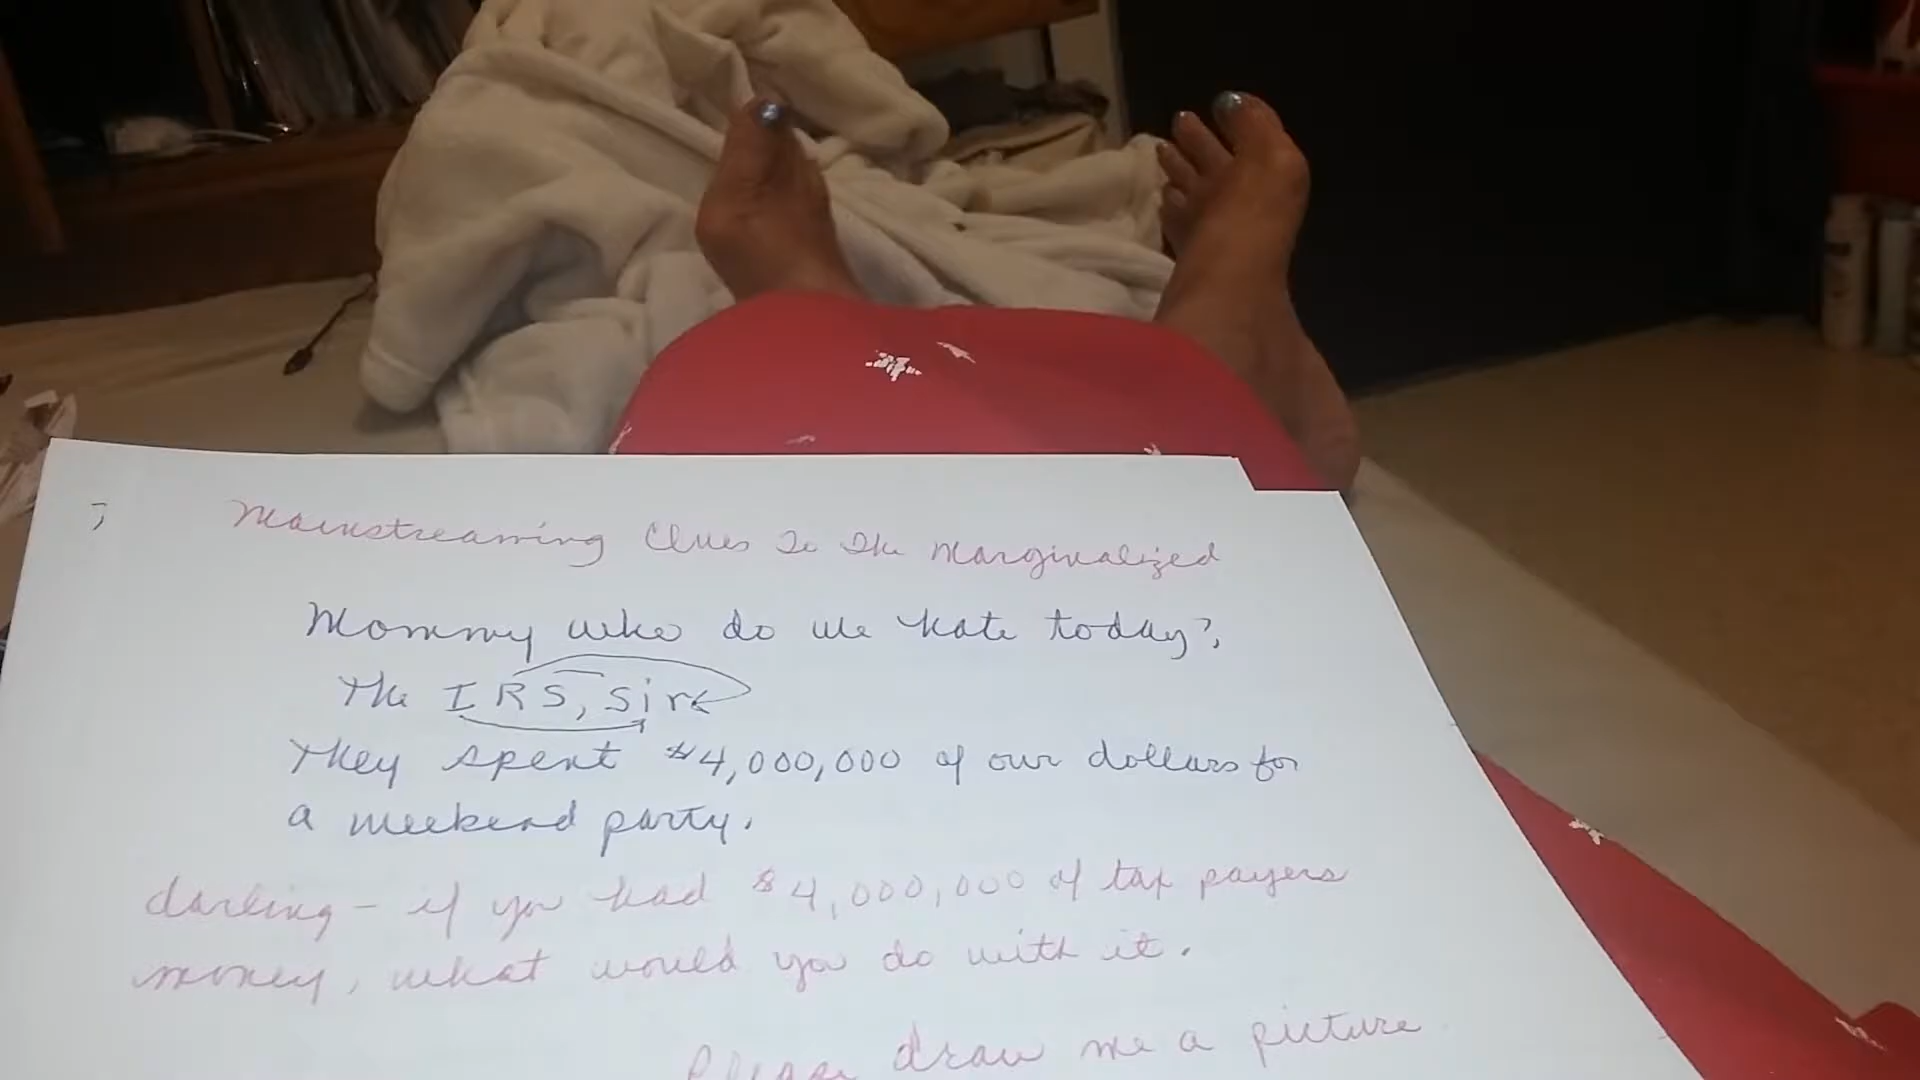 7
Mainstreaming Clues To The Marginalized
Mommy who do we hate today?,
The IRS, Sir
They spent $4,000,000 of our dollars for
a weekend party.
darling - if you had $4,000,000 of tax payers
money, what would you do with it.
Please draw me a picture